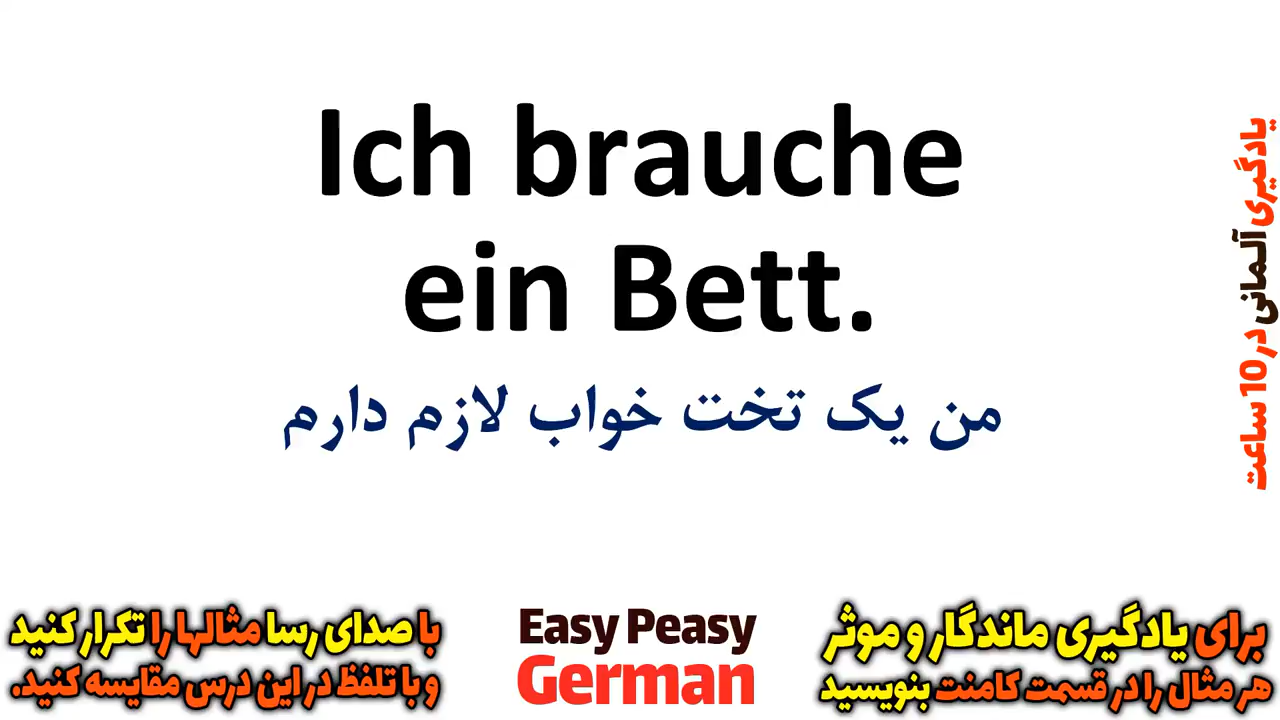 Ich brauche
ein Bett.
من یک تخت خواب لازم دارم
یادگیری آلمانی در 10 ساعت
با صدای رسا مثالها را تکرار کنید
و با تلفظ در این درس مقایسه کنید.
Easy Peasy
German
برای یادگیری ماندگار و موثر
هر مثال را در قسمت کامنت بنویسید